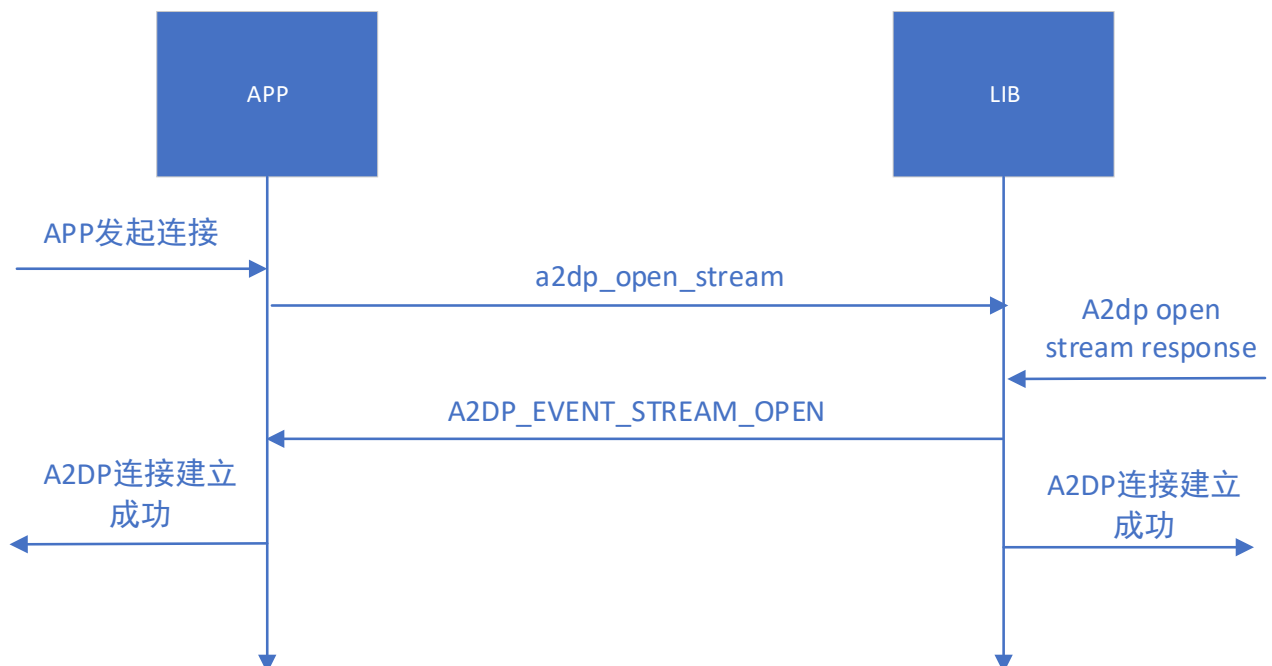 APP
LIB
APP发起连接
a2dp_open_stream
A2dp open
stream response
A2DP_EVENT_STREAM_OPEN
A2DP连接建立
成功
A2DP连接建立
成功